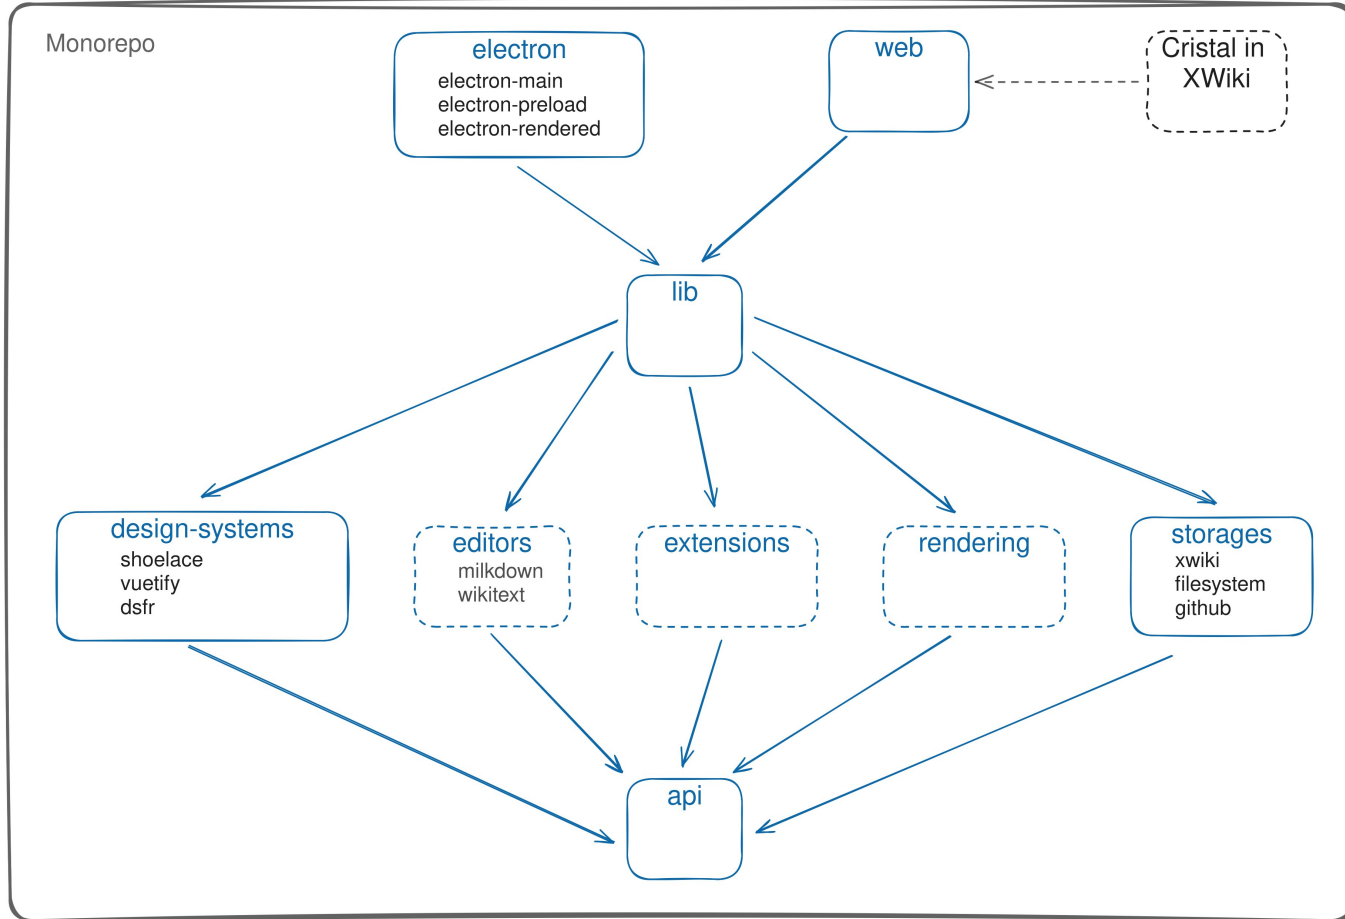 Monorepo
electron
electron-main
electron-preload
electron-rendered
web
Cristal in
XWiki
lib
design-systems
shoelace
vuetify
dsfr
editors
milkdown
wikitext
extensions
rendering
storages
xwiki
filesystem
github
api